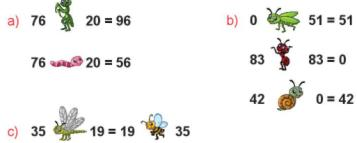 a) 76 20 = 96
76 20 = 56
b) 0 51 = 51
83 83 = 0
42 0 = 42
c) 35 19 = 19 35